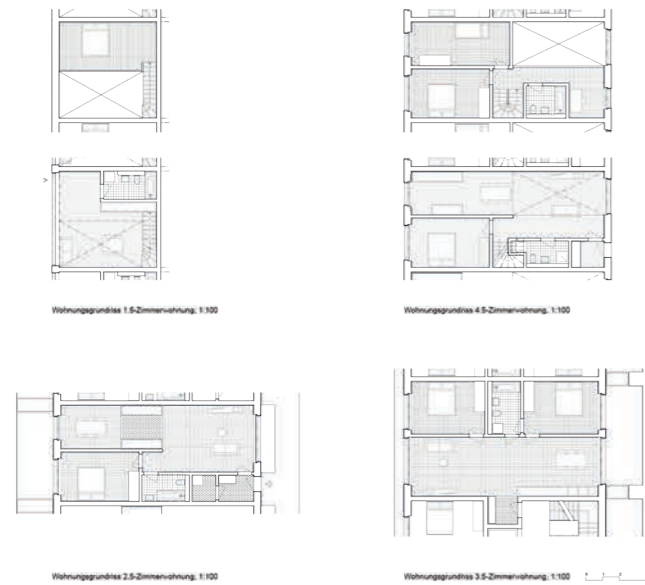 Wohnungsgrundriss 1.5-Zimmerwohnung, 1:100
Wohnungsgrundriss 4.5-Zimmerwohnung, 1:100
Wohnungsgrundriss 2.5-Zimmerwohnung, 1:100
Wohnungsgrundriss 3.5-Zimmerwohnung, 1:100